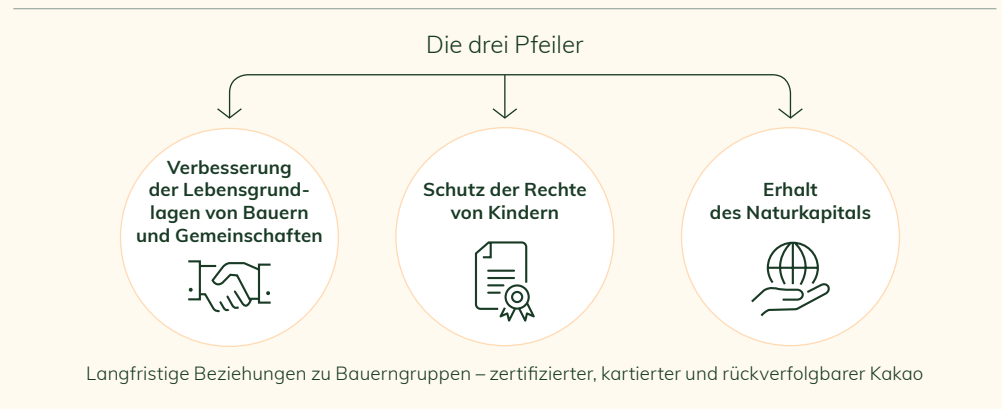 Die drei Pfeiler
Verbesserung
der Lebensgrund-
lagen von Bauern
und Gemeinschaften
Schutz der Rechte
von Kindern
Erhalt
des Naturkapitals
Langfristige Beziehungen zu Bauerngruppen – zertifizierter, kartierter und rückverfolgbarer Kakao